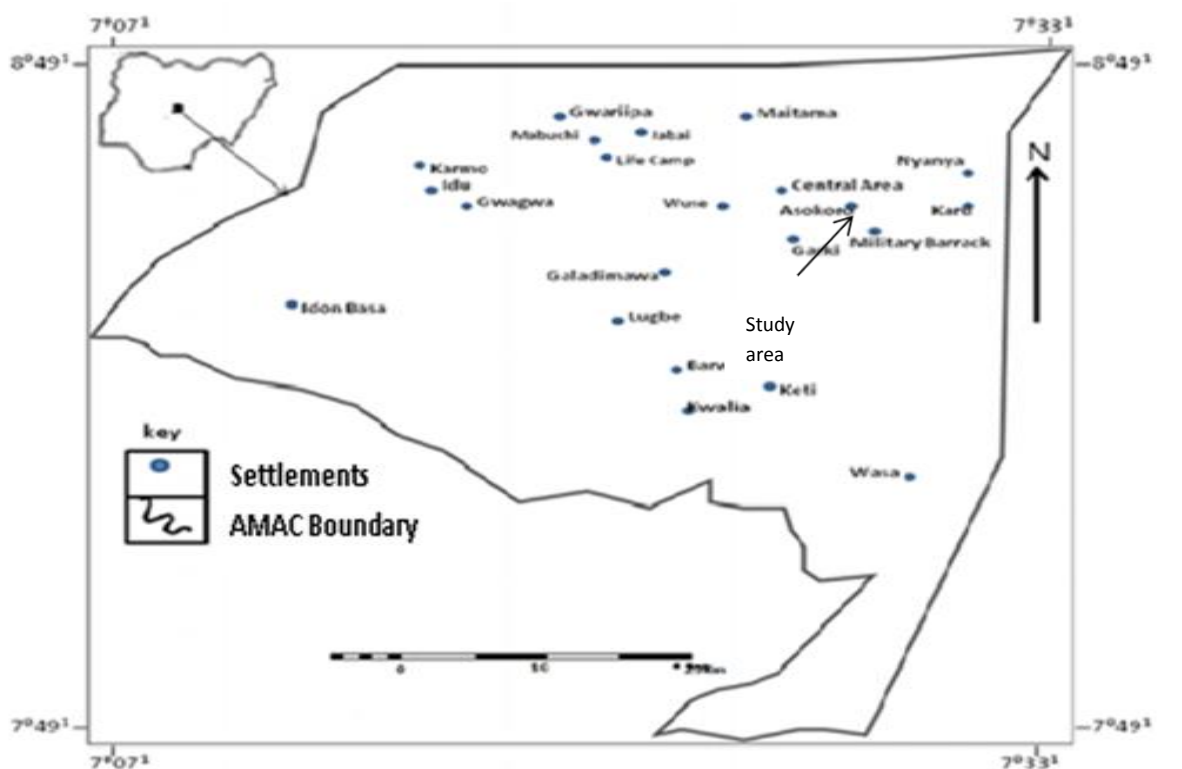 7°07¹
7°33¹
8°49¹
8°49¹
Gwariipa
Maitama
Mabuchi
Jabai
Life Camp
Nyanya
Karmo
Idu
Central Area
Gwagwa
Wuse
Asokoro
Karu
Garki
Military Barrack
Galadimawa
Idon Basa
Lugbe
Study
area
Keti
Kwalia
key
Wasa
Settlements
AMAC Boundary
N
0
10
7°49¹
7°49¹
7°07¹
7°33¹